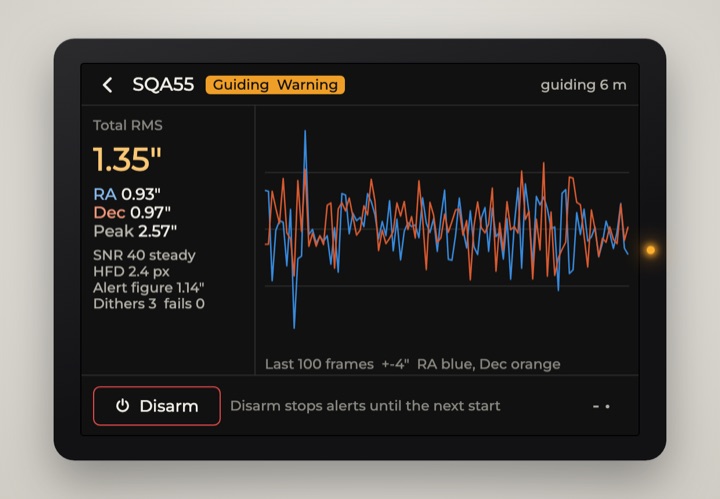 SQA55 Guiding Warning guiding 6 m
Total RMS
1.35"
RA 0.93"
Dec 0.97"
Peak 2.57"
SNR 40 steady
HFD 2.4 px
Alert figure 1.14"
Dithers 3 fails 0
Last 100 frames +-4" RA blue, Dec orange
Disarm Disarm stops alerts until the next start - •